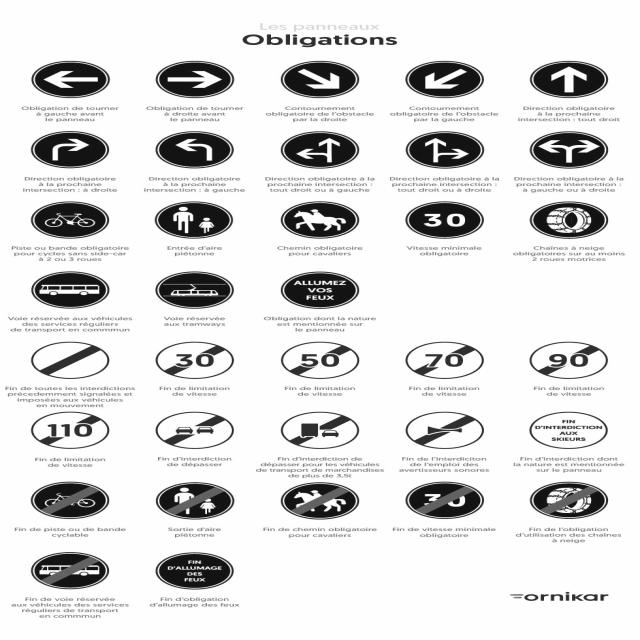 Les panneaux
Obligations
Obligation de tourner
à gauche avant
le panneau
Obligation de tourner
à droite avant
le panneau
Contournement
obligatoire de l'obstacle
par la droite
Contournement
obligatoire de l'obstacle
par la gauche
Direction obligatoire
à la prochaine
intersection : tout droit
Direction obligatoire
à la prochaine
intersection : à droite
Direction obligatoire
à la prochaine
intersection : à gauche
Direction obligatoire à la
prochaine intersection :
tout droit ou à gauche
Direction obligatoire à la
prochaine intersection :
tout droit ou à droite
Direction obligatoire à la
prochaine intersection :
à gauche ou à droite
30
Piste ou bande obligatoire
pour cycles sans side-car
à 2 ou 3 roues
Entrée d'aire
piétonne
Chemin obligatoire
pour cavaliers
Vitesse minimale
obligatoire
Chaînes à neige
obligatoires sur au moins
2 roues motrices
ALLUMEZ
VOS
FEUX
Voie réservée aux véhicules
des services réguliers
de transport en commmun
Voie réservée
aux tramways
Obligation dont la nature
est mentionnée sur
le panneau
30
50
70
90
Fin de toutes les interdictions
précedemment signalées et
imposées aux véhicules
en mouvement
Fin de limitation
de vitesse
Fin de limitation
de vitesse
Fin de limitation
de vitesse
Fin de limitation
de vitesse
110
FIN
D'INTERDICTION
AUX
SKIEURS
Fin de limitation
de vitesse
Fin d'interdiction
de dépasser
Fin d'interdiction de
dépasser pour les véhicules
de transport de marchandises
de plus de 3,5t
Fin de l'interdiciton
de l'emploi des
avertisseurs sonores
Fin d'interdiction dont
la nature est mentionnée
sur le panneau
30
Fin de piste ou de bande
cyclable
Sortie d'aire
piétonne
Fin de chemin obligatoire
pour cavaliers
Fin de vitesse minimale
obligatoire
Fin de l'obligation
d'utilisation des chaînes
à neige
FIN
D'ALLUMAGE
DES
FEUX
Fin de voie réservée
aux véhicules des services
réguliers de transport
en commmun
Fin d'obligation
d'allumage des feux
ornikar